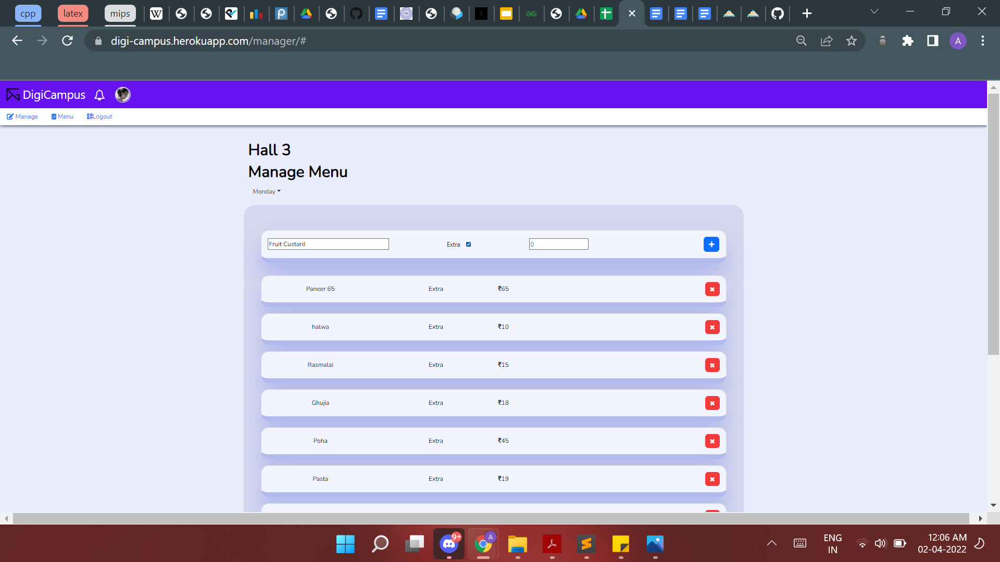 cpp latex mips
digi-campus.herokuapp.com/manager/#
A
DigiCampus
Manage Menu Logout
Hall 3
Manage Menu
Monday
Fruit Custard Extra 0 +
Paneer 65 Extra ₹65
halwa Extra ₹10
Rasmalai Extra ₹15
Ghujia Extra ₹18
Poha Extra ₹45
Pasta Extra ₹19
9+ A
ENG
IN
12:06 AM
02-04-2022